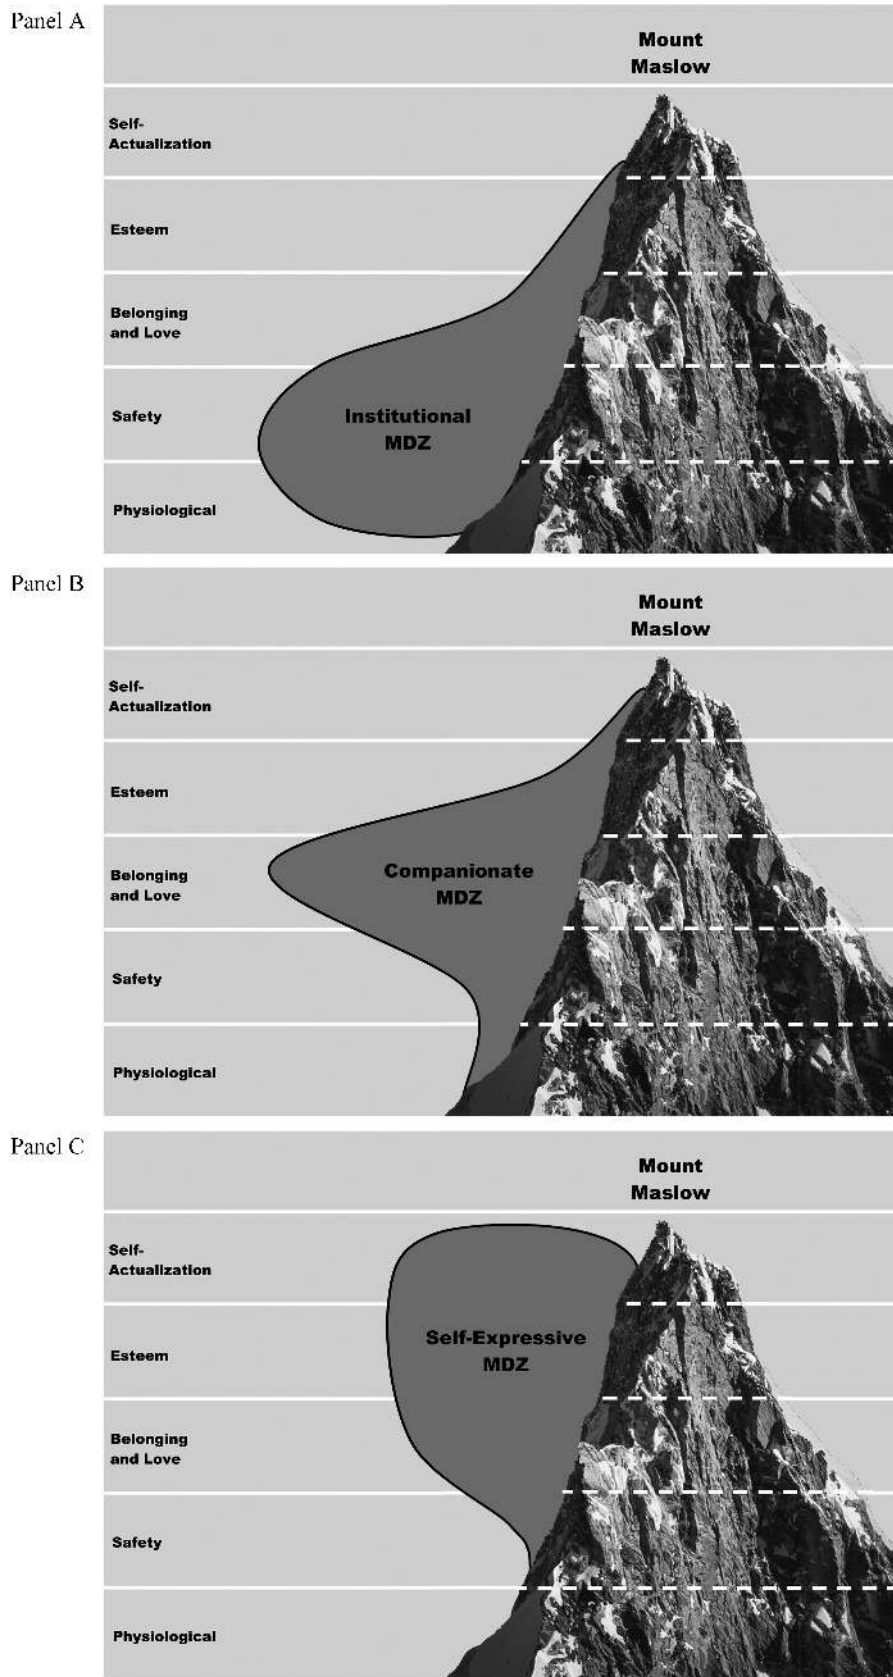 Panel A
Mount
Maslow
Self-
Actualization
Esteem
Belonging
and Love
Safety
Institutional
MDZ
Physiological
Panel B
Mount
Maslow
Self-
Actualization
Esteem
Belonging
and Love
Companionate
MDZ
Safety
Physiological
Panel C
Mount
Maslow
Self-
Actualization
Self-Expressive
MDZ
Esteem
Belonging
and Love
Safety
Physiological